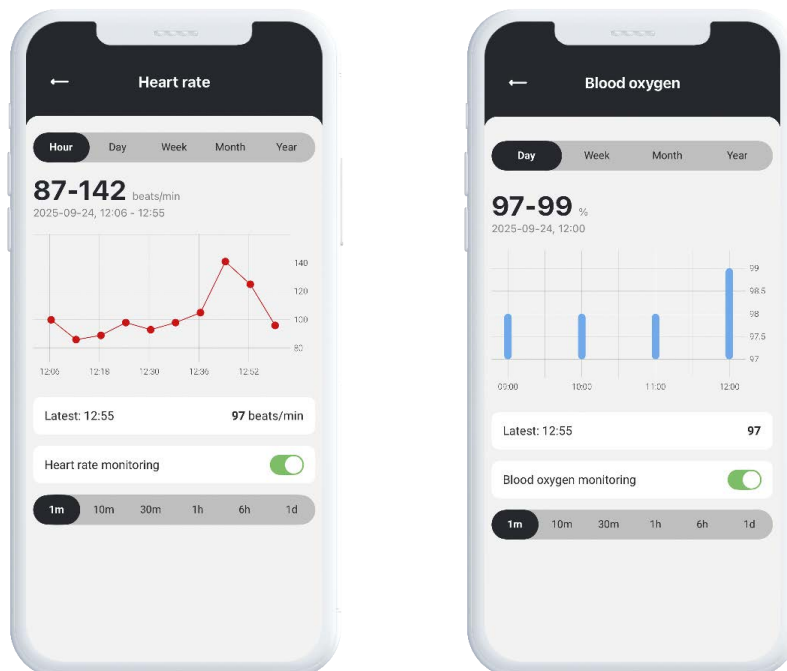 Heart rate
Hour Day Week Month Year
87-142 beats/min
2025-09-24, 12:06 - 12:55
140
120
100
80
12:06 12:18 12:30 12:36 12:52
Latest: 12:55 97 beats/min
Heart rate monitoring
1m 10m 30m 1h 6h 1d
Blood oxygen
Day Week Month Year
97-99 %
2025-09-24, 12:00
99
98.5
98
97.5
97
09:00 10:00 11:00 12:00
Latest: 12:55 97
Blood oxygen monitoring
1m 10m 30m 1h 6h 1d